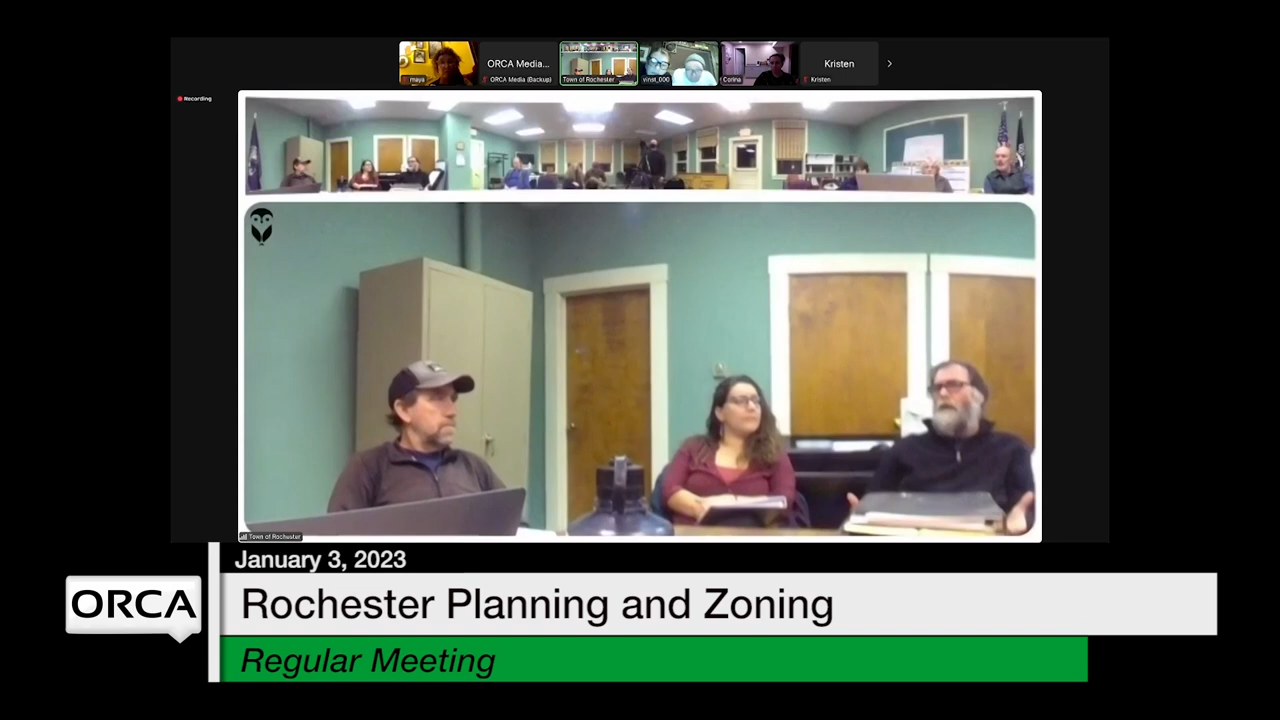 ORCA Media...
Kristen
maya
ORCA Media (Backup)
Town of Rochester
vinst_000
Corina
Kristen
Recording
Town of Rochester
January 3, 2023
ORCA
Rochester Planning and Zoning
Regular Meeting